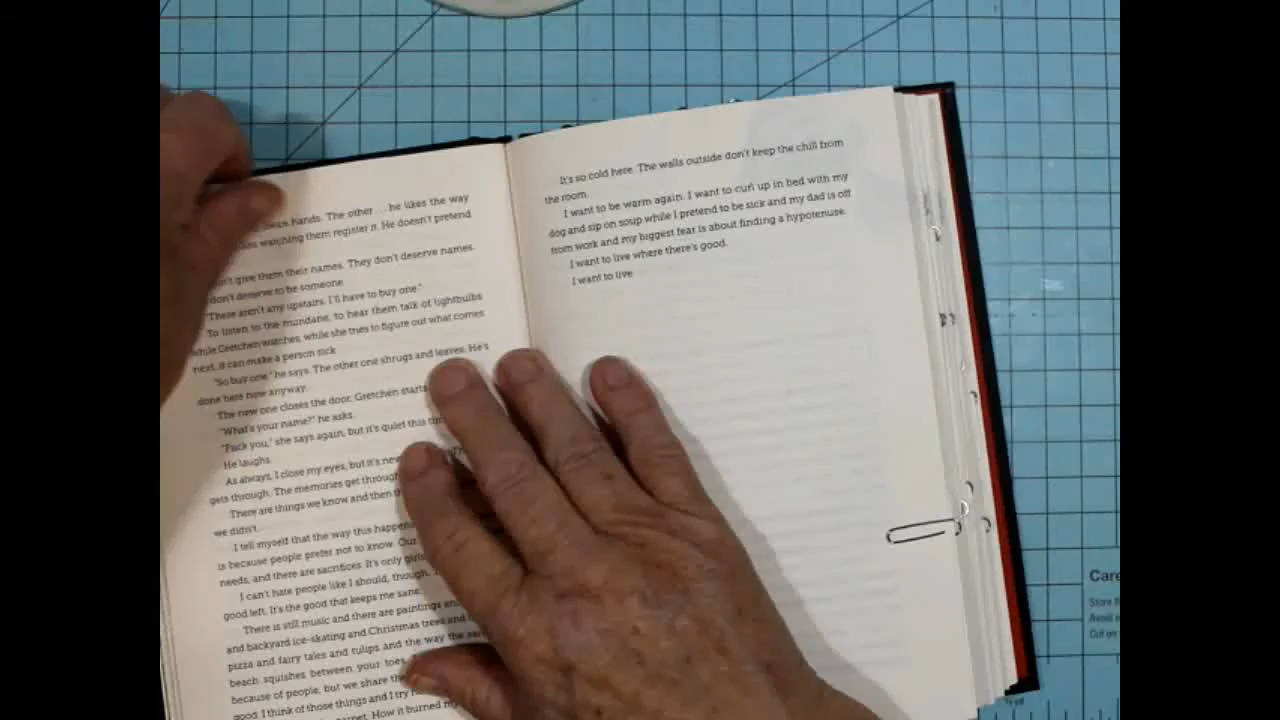 hands. The other . . . he likes the way
watching them register it. He doesn't pretend
give them their names. They don't deserve names.
don't deserve to be someone.
"There aren't any upstairs. I'll have to buy one."
To listen to the mundane, to hear them talk of lightbulbs
while Gretchen watches, while she tries to figure out what comes
next, it can make a person sick.
"So buy one," he says. The other one shrugs and leaves. He's
done here now anyway.
The new one closes the door. Gretchen starts
"What's your name?" he asks.
"Fuck you," she says again, but it's quiet this
He laughs.
As always, I close my eyes, but it's
gets through. The memories get through
There are things we know and then
we didn't.
I tell myself that the way this
is because people prefer not to know. Our
needs, and there are sacrifices. It's only
I can't hate people like I should, though.
good left. It's the good that keeps me sane.
There is still music and there are paintings
and backyard ice-skating and Christmas trees and
pizza and fairy tales and tulips and the way the
beach squishes between your toes
because of people, but we share
good. I think of those things and I try
How it burned
It's so cold here. The walls outside don't keep the chill from
the room.
I want to be warm again. I want to curl up in bed with my
dog and sip on soup while I pretend to be sick and my dad is off
from work and my biggest fear is about finding a hypotenuse.
I want to live where there's good.
I want to live.
Store
Avoid
Cut on